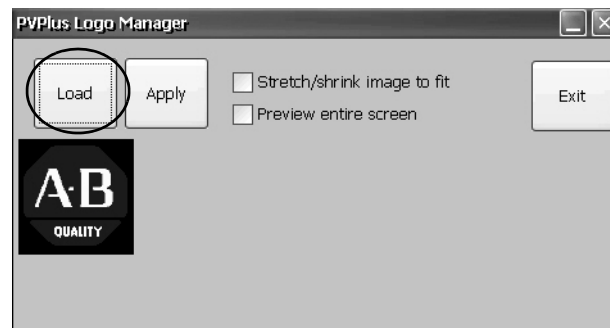 PVPlus Logo Manager
Load
Apply
Stretch/shrink image to fit
Preview entire screen
Exit
A·B
QUALITY